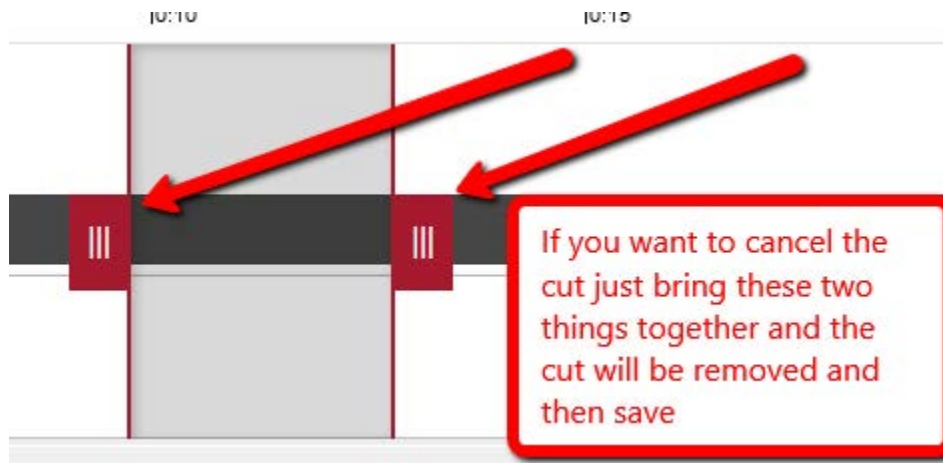 0:10
0:15
If you want to cancel the
cut just bring these two
things together and the
cut will be removed and
then save